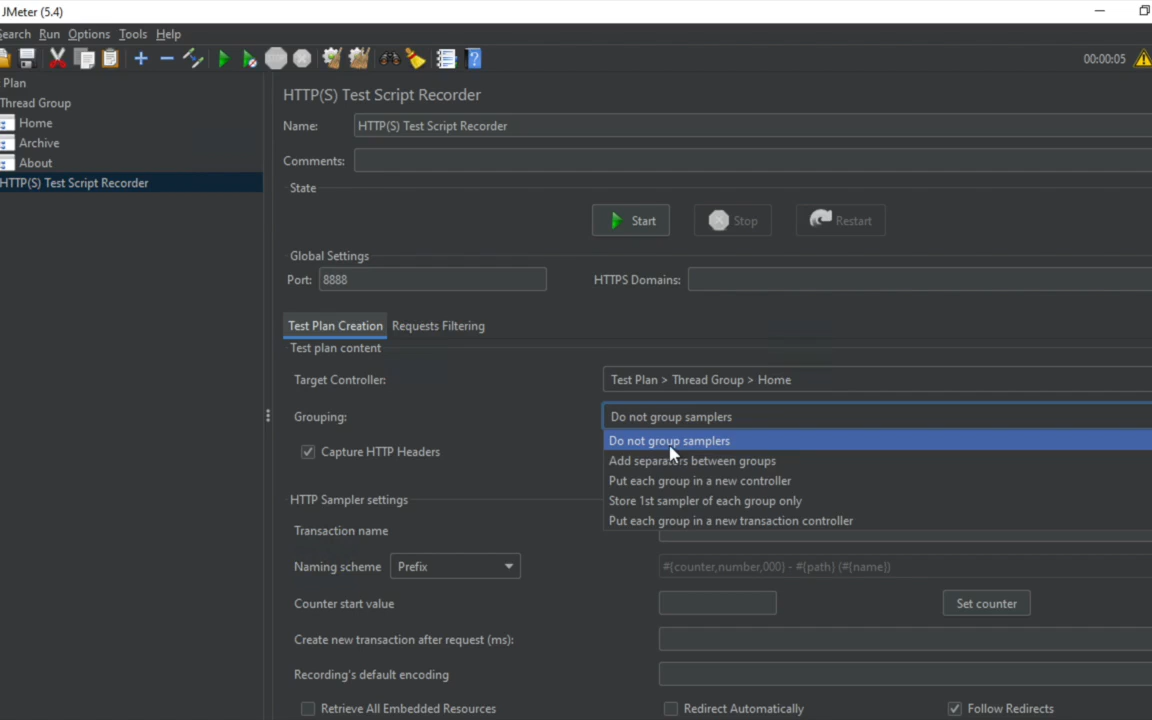 JMeter (5.4)
Search Run Options Tools Help
00:00:05
Plan
Thread Group
Home
Archive
About
HTTP(S) Test Script Recorder
HTTP(S) Test Script Recorder
Name: HTTP(S) Test Script Recorder
Comments:
State
Start Stop Restart
Global Settings
Port: 8888 HTTPS Domains:
Test Plan Creation Requests Filtering
Test plan content
Target Controller: Test Plan > Thread Group > Home
Grouping: Do not group samplers
Do not group samplers
Capture HTTP Headers
Add separators between groups
Put each group in a new controller
HTTP Sampler settings
Store 1st sampler of each group only
Put each group in a new transaction controller
Transaction name
Naming scheme Prefix #{counter,number,000} - #{path} (#{name})
Counter start value Set counter
Create new transaction after request (ms):
Recording's default encoding
Retrieve All Embedded Resources Redirect Automatically Follow Redirects